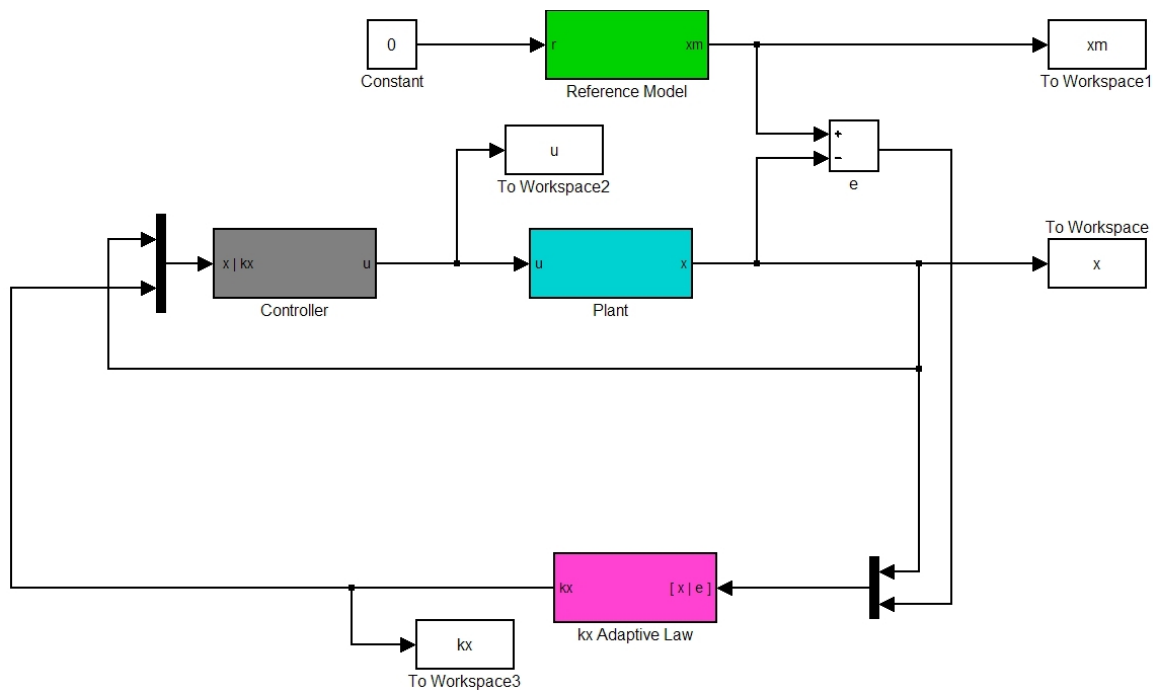 0
Constant
r
xm
Reference Model
xm
To Workspace1
u
To Workspace2
+
-
e
x | kx
u
Controller
u
x
Plant
To Workspace
x
kx
[ x | e ]
kx Adaptive Law
kx
To Workspace3